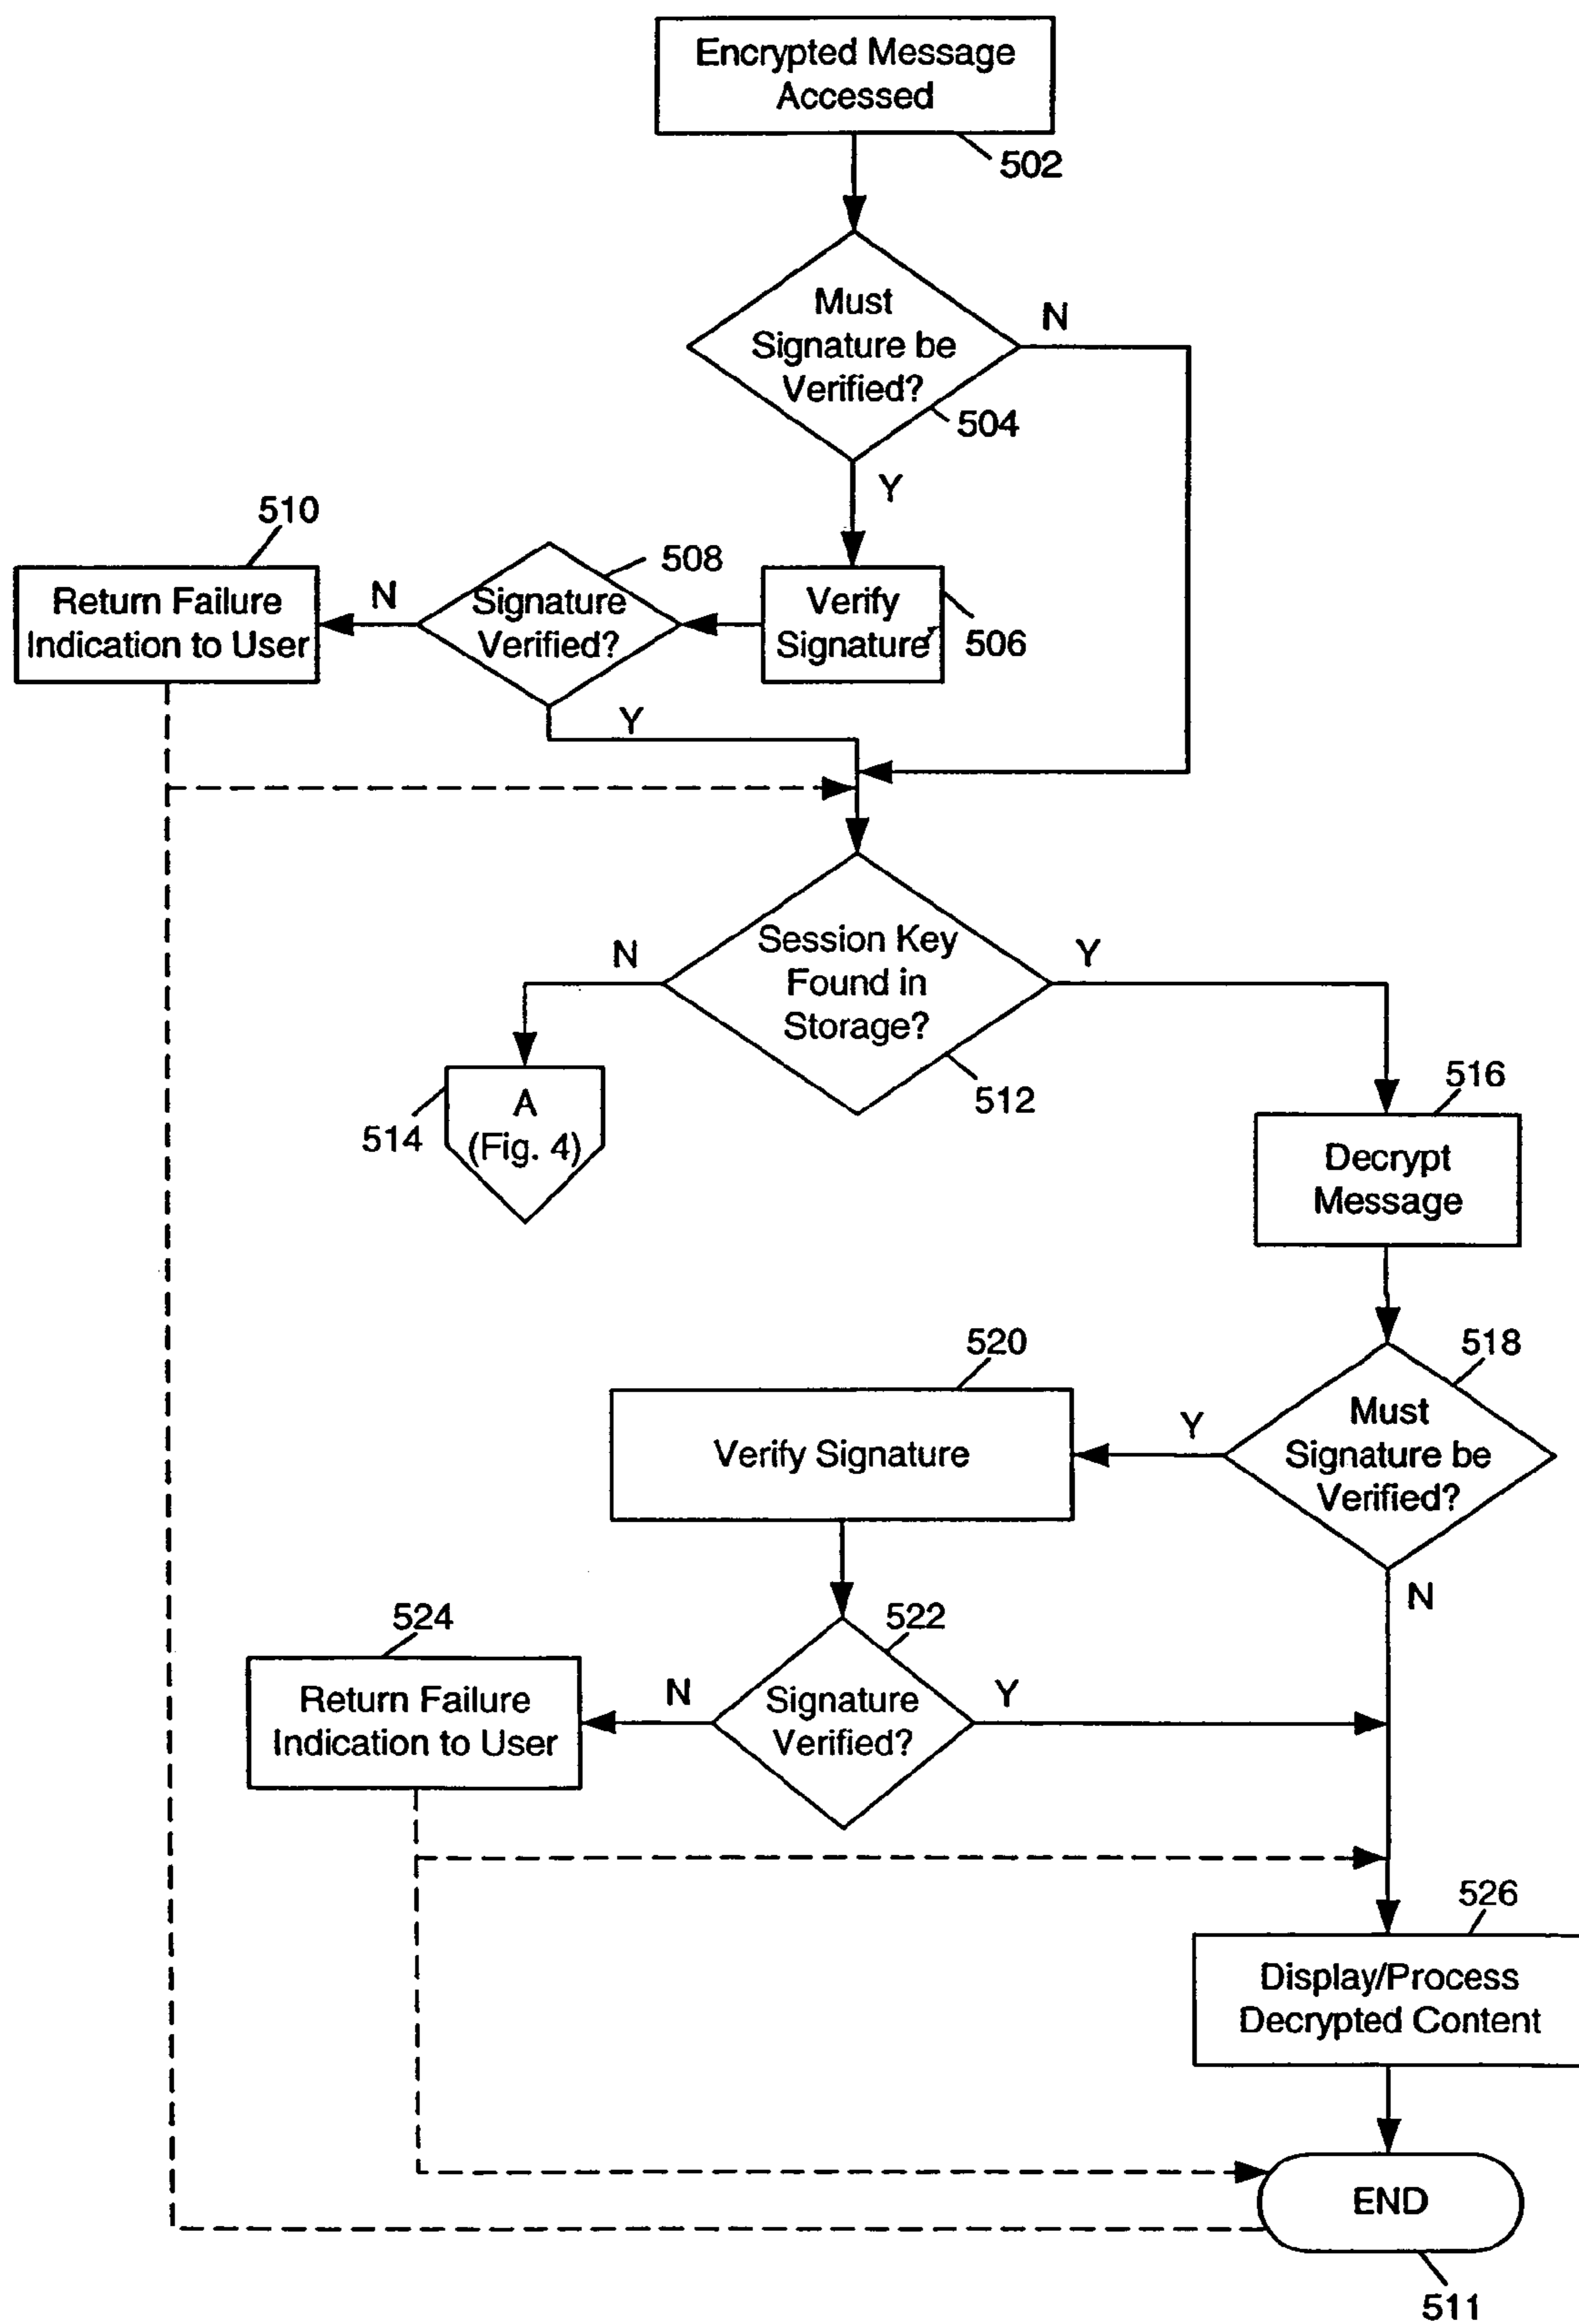 Encrypted Message
Accessed
502
Must
Signature be
Verified?
N
504
Y
510
508
Return Failure
Indication to User
N
Signature
Verified?
Verify
Signature
506
Y
Session Key
Found in
Storage?
N
Y
512
A
(Fig. 4)
514
516
Decrypt
Message
518
520
Must
Signature be
Verified?
Y
Verify Signature
N
524
522
Return Failure
Indication to User
N
Signature
Verified?
Y
526
Display/Process
Decrypted Content
END
511